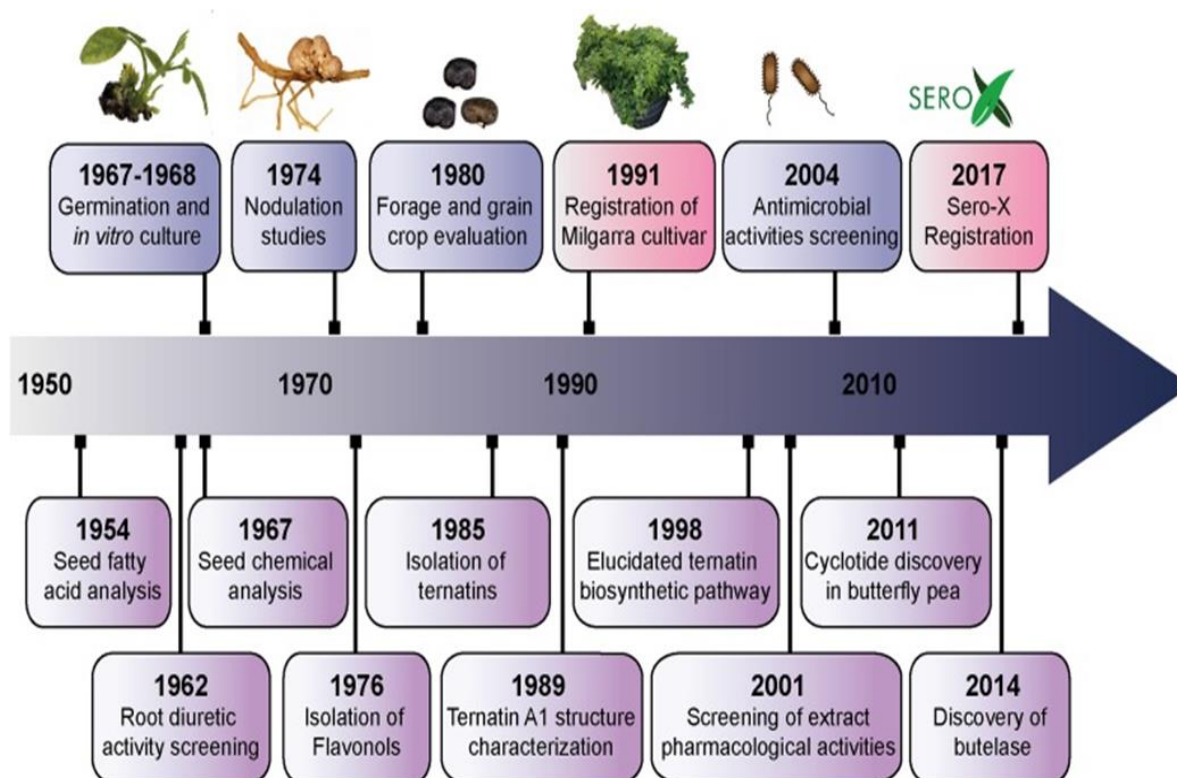 SEROX
1967-1968
Germination and
in vitro culture
1974
Nodulation
studies
1980
Forage and grain
crop evaluation
1991
Registration of
Milgarra cultivar
2004
Antimicrobial
activities screening
2017
Sero-X
Registration
1950
1970
1990
2010
1954
Seed fatty
acid analysis
1967
Seed chemical
analysis
1985
Isolation of
ternatins
1998
Elucidated ternatin
biosynthetic pathway
2011
Cyclotide discovery
in butterfly pea
1962
Root diuretic
activity screening
1976
Isolation of
Flavonols
1989
Ternatin A1 structure
characterization
2001
Screening of extract
pharmacological activities
2014
Discovery of
butelase